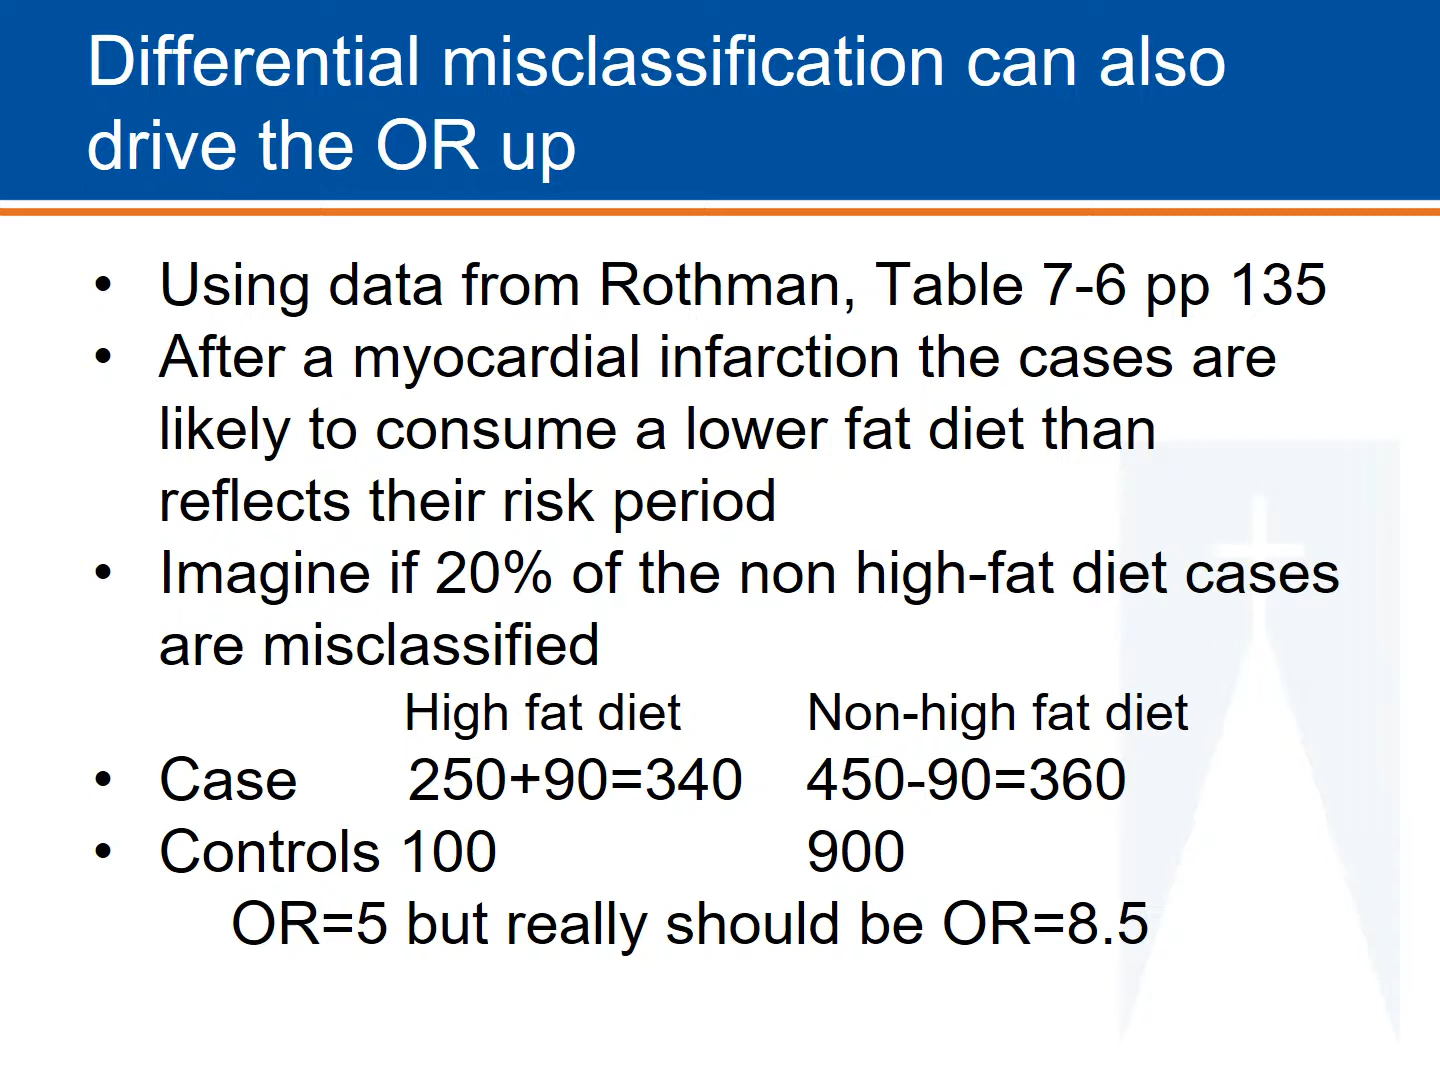 Differential misclassification can also
drive the OR up
• Using data from Rothman, Table 7-6 pp 135
• After a myocardial infarction the cases are
likely to consume a lower fat diet than
reflects their risk period
• Imagine if 20% of the non high-fat diet cases
are misclassified
High fat diet Non-high fat diet
• Case 250+90=340 450-90=360
• Controls 100 900
OR=5 but really should be OR=8.5